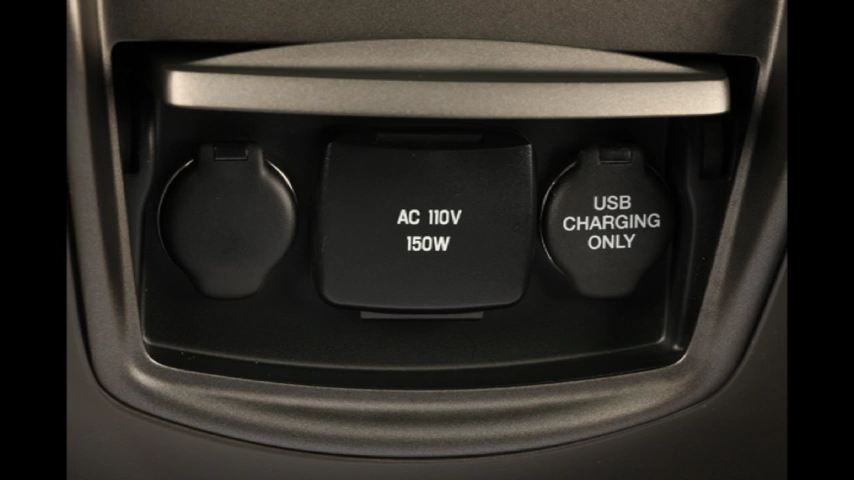 AC 110V
150W
USB
CHARGING
ONLY